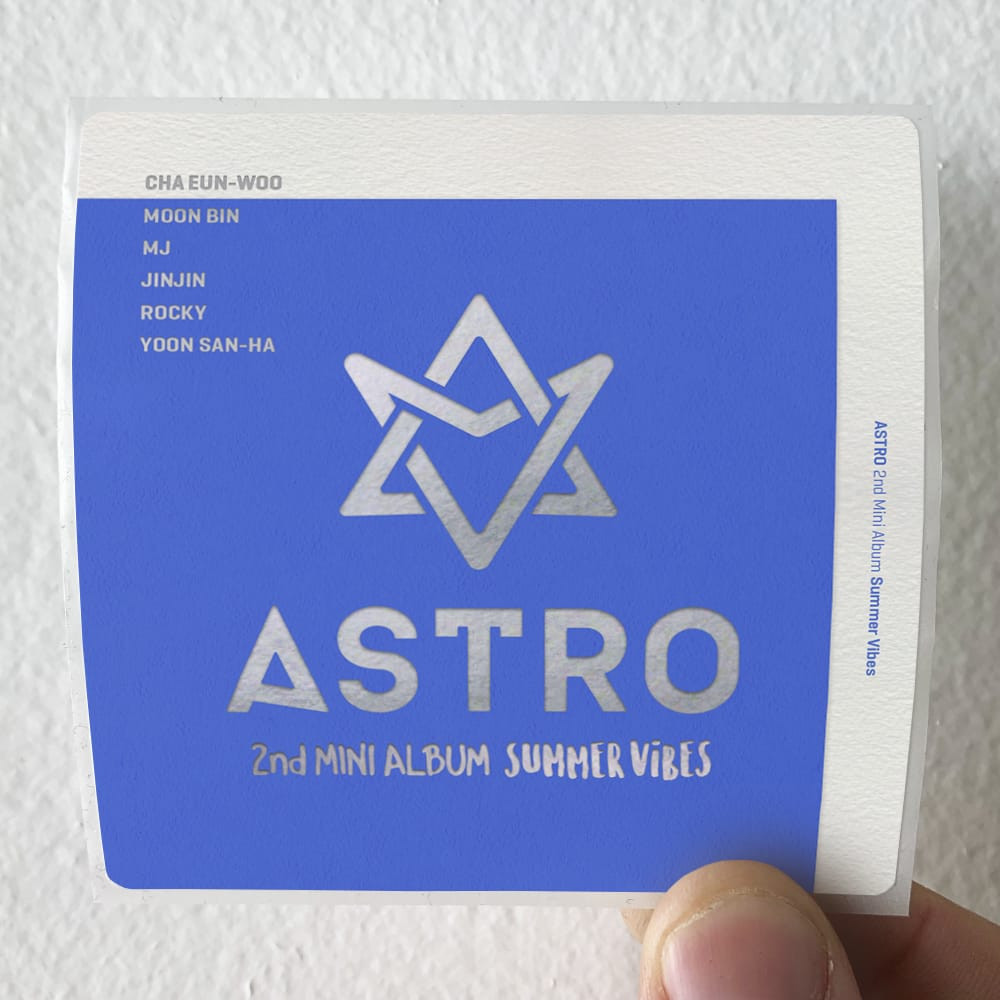 CHA EUN-WOO
MOON BIN
MJ
JINJIN
ROCKY
YOON SAN-HA
ASTRO
2nd MINI ALBUM SUMMER ViBES
ASTRO 2nd Mini Album Summer Vibes